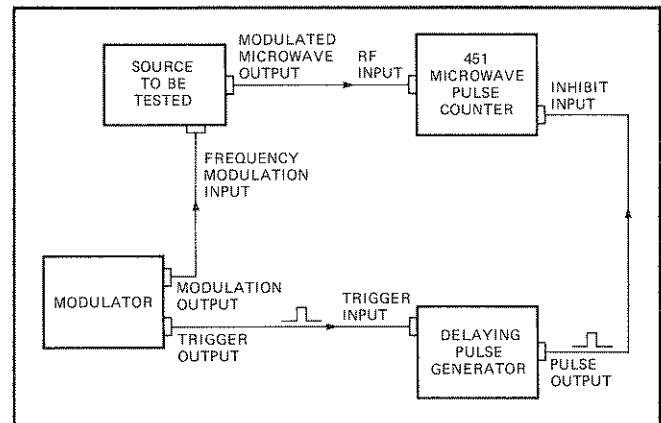 SOURCE
TO BE
TESTED
MODULATED
MICROWAVE
OUTPUT
RF
INPUT
451
MICROWAVE
PULSE
COUNTER
INHIBIT
INPUT
FREQUENCY
MODULATION
INPUT
MODULATOR
MODULATION
OUTPUT
TRIGGER
OUTPUT
TRIGGER
INPUT
DELAYING
PULSE
GENERATOR
PULSE
OUTPUT